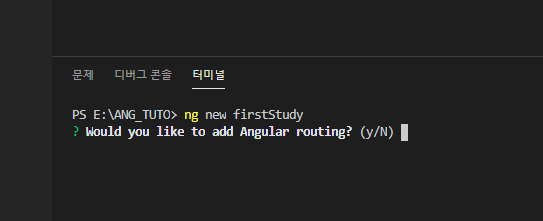 문제 디버그 콘솔 터미널
PS E:\ANG_TUTO> ng new firstStudy
? Would you like to add Angular routing? (y/N)